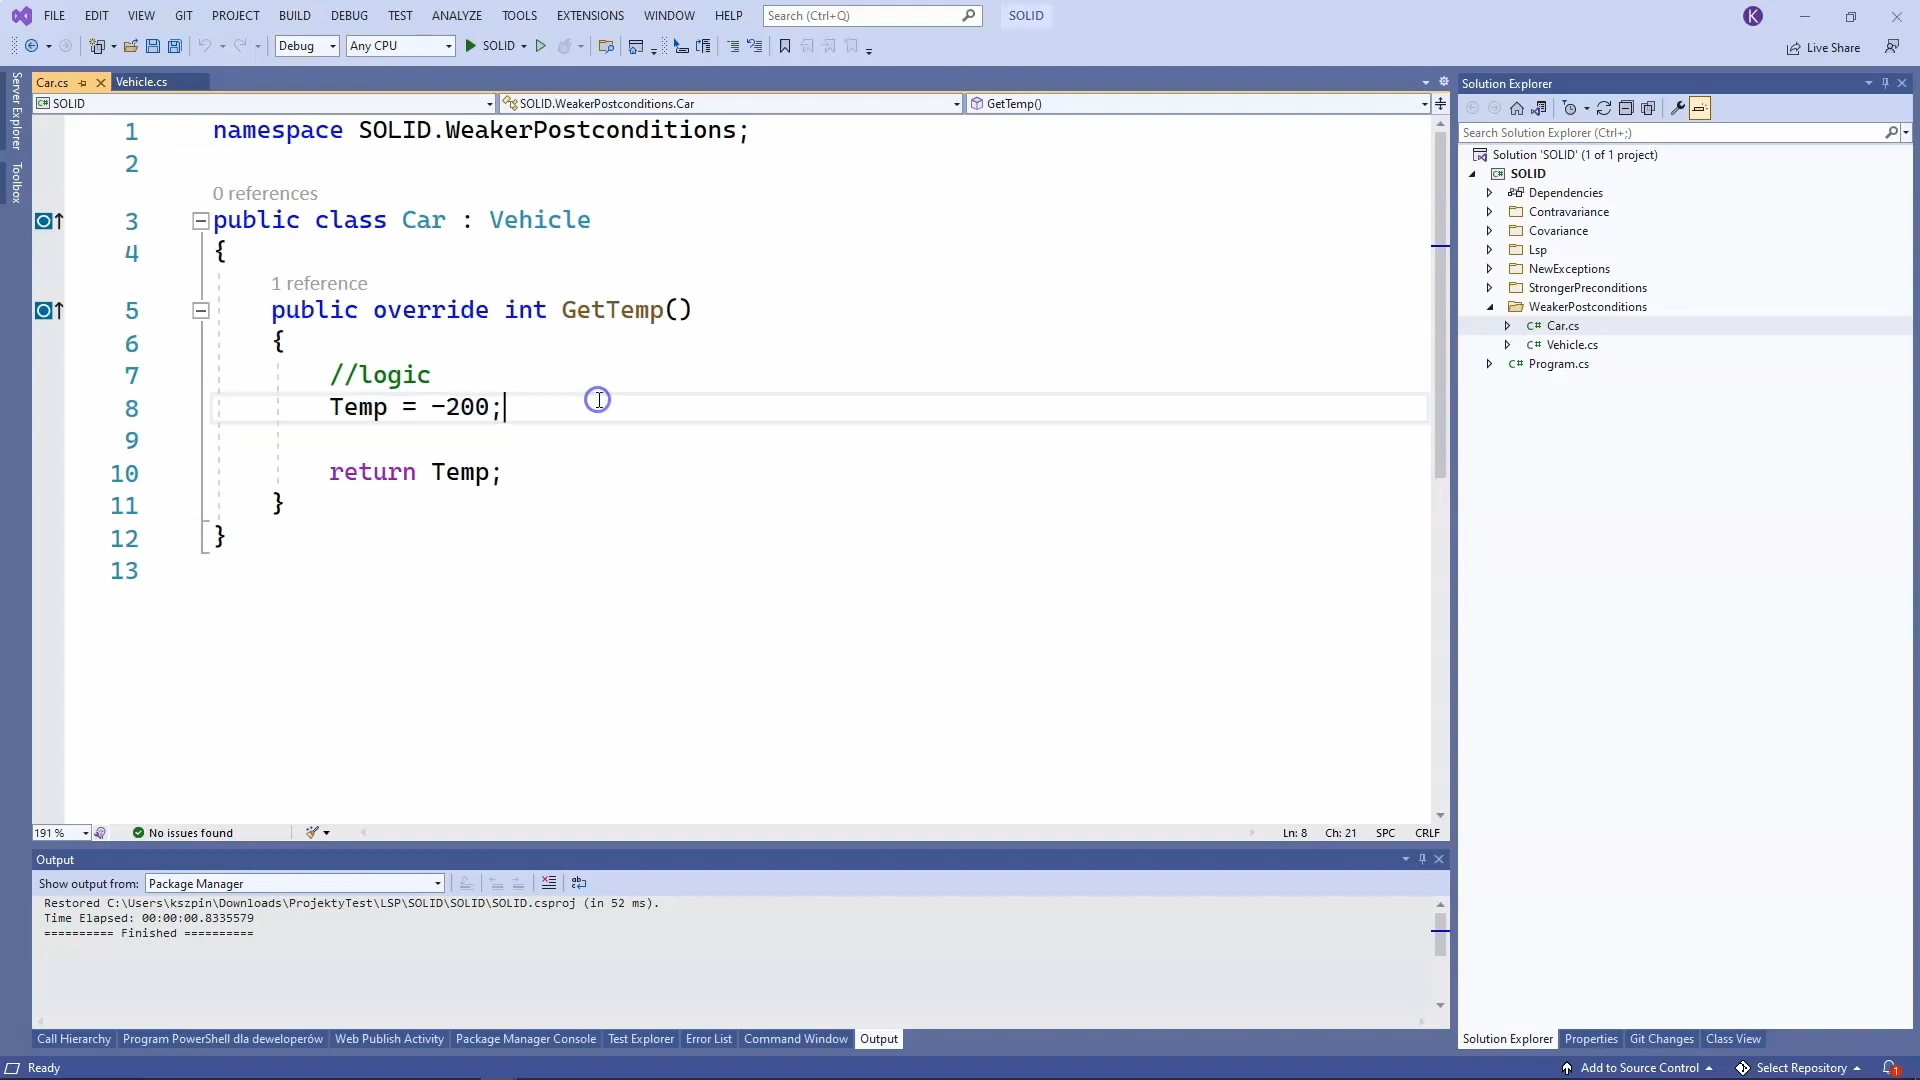 FILE EDIT VIEW GIT PROJECT BUILD DEBUG TEST ANALYZE TOOLS EXTENSIONS WINDOW HELP Search (Ctrl+Q) SOLID K
Debug Any CPU SOLID Live Share
Server Explorer
Toolbox
Car.cs Vehicle.cs
SOLID SOLID.WeakerPostconditions.Car GetTemp()
1 namespace SOLID.WeakerPostconditions;
2
0 references
3 public class Car : Vehicle
4 {
1 reference
5 public override int GetTemp()
6 {
7 //logic
8 Temp = -200;
9
10 return Temp;
11 }
12 }
13
191 % No issues found Ln: 8 Ch: 21 SPC CRLF
Output
Show output from: Package Manager
Restored C:\Users\kszpin\Downloads\ProjektyTest\LSP\SOLID\SOLID\SOLID.csproj (in 52 ms).
Time Elapsed: 00:00:00.8335579
========== Finished ==========
Call Hierarchy Program PowerShell dla deweloperów Web Publish Activity Package Manager Console Test Explorer Error List Command Window Output
Solution Explorer
Search Solution Explorer (Ctrl+;)
Solution 'SOLID' (1 of 1 project)
C# SOLID
Dependencies
Contravariance
Covariance
Lsp
NewExceptions
StrongerPreconditions
WeakerPostconditions
C# Car.cs
C# Vehicle.cs
C# Program.cs
Solution Explorer Properties Git Changes Class View
Ready Add to Source Control Select Repository 1